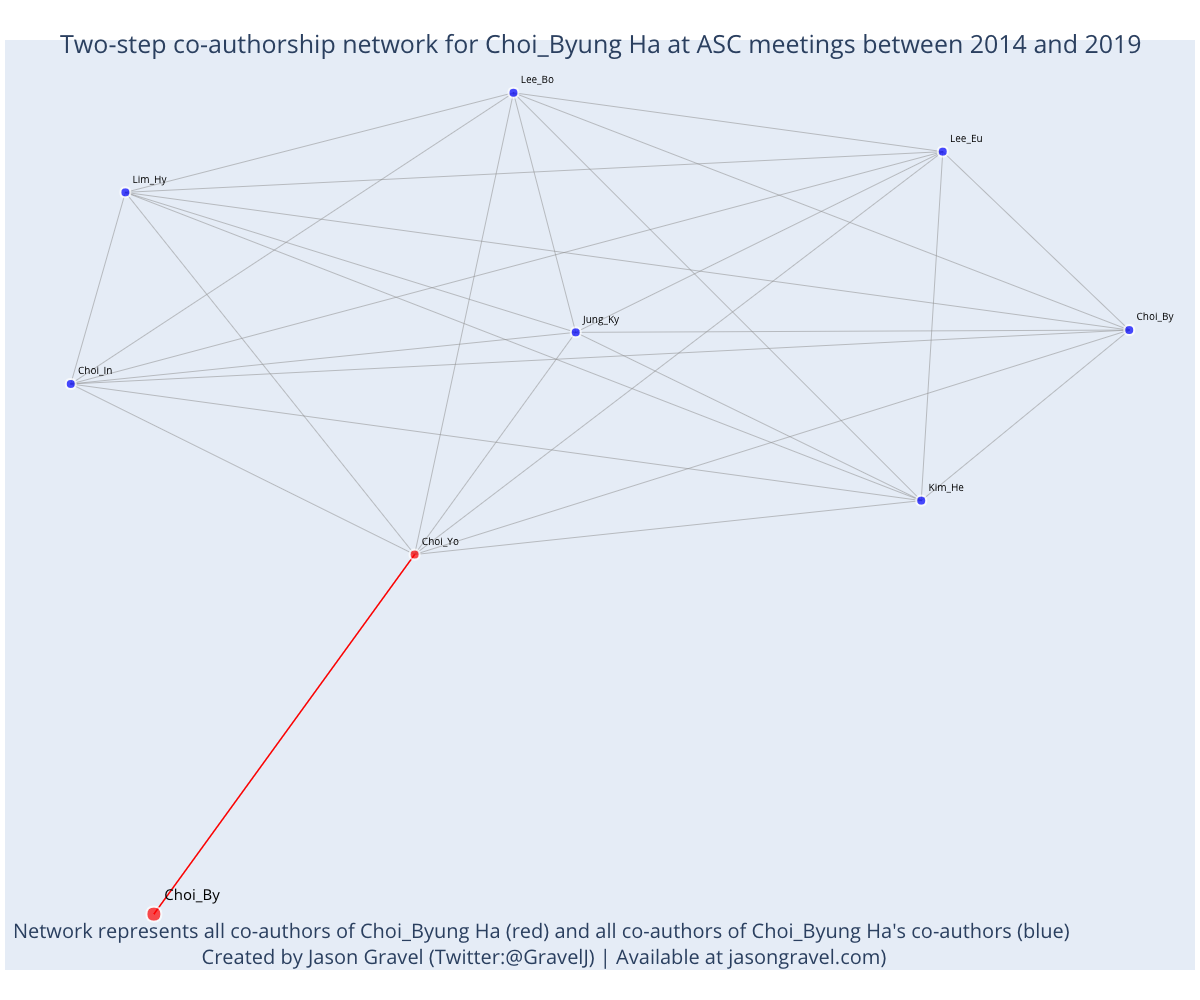 Two-step co-authorship network for Choi_Byung Ha at ASC meetings between 2014 and 2019
Lee_Bo
Lee_Eu
Lim_Hy
Choi_By
Jung_Ky
Choi_In
Kim_He
Choi_Yo
Choi_By
Network represents all co-authors of Choi_Byung Ha (red) and all co-authors of Choi_Byung Ha's co-authors (blue)
Created by Jason Gravel (Twitter:@GravelJ) | Available at jasongravel.com)